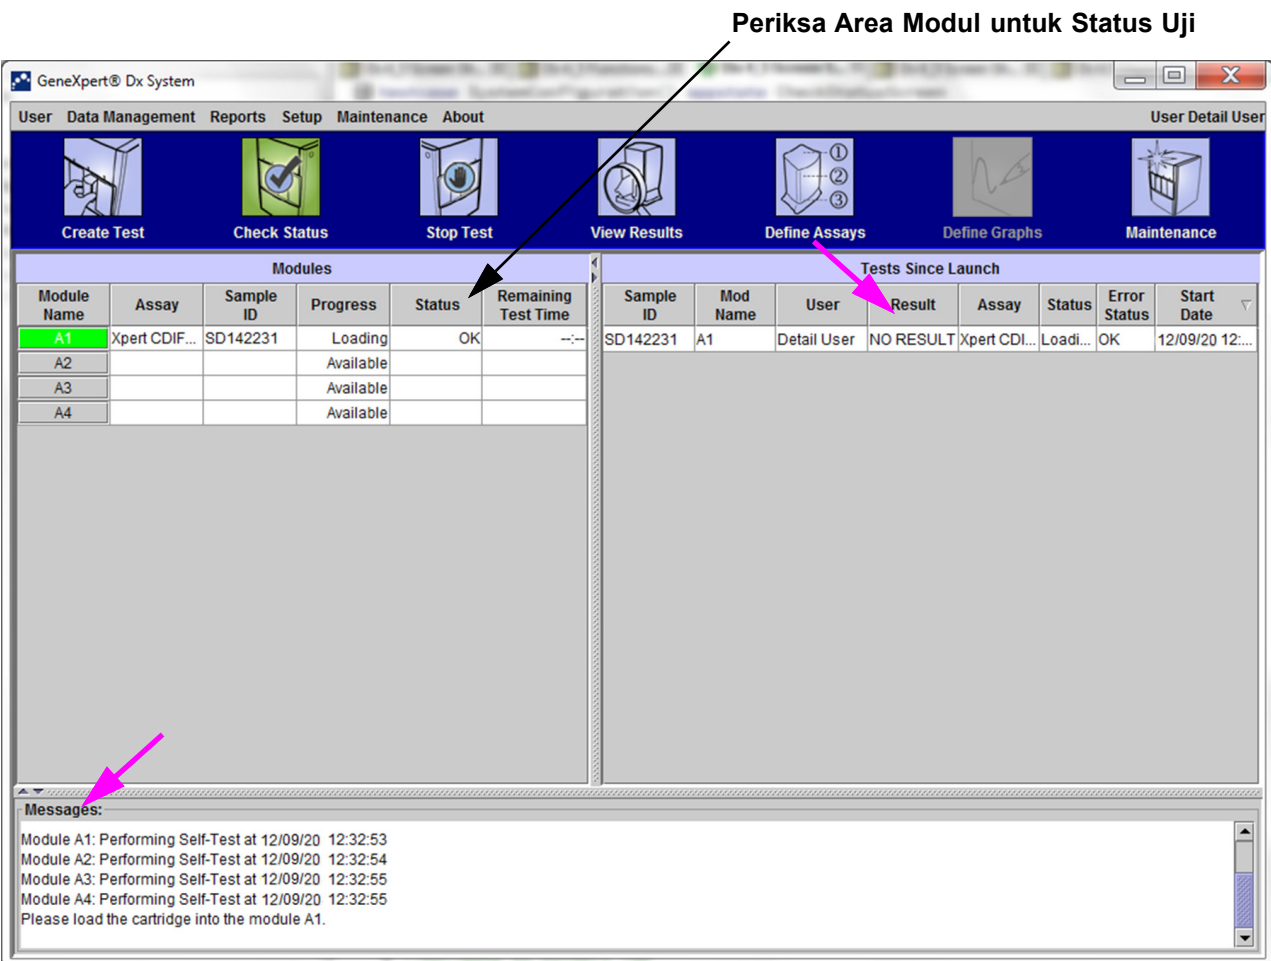 Periksa Area Modul untuk Status Uji
GeneXpert® Dx System
User Data Management Reports Setup Maintenance About User Detail User
Create Test Check Status Stop Test View Results Define Assays Define Graphs Maintenance
①
②
③
Modules
Module Name Assay Sample ID Progress Status Remaining Test Time
A1 Xpert CDIF... SD142231 Loading OK --:--
A2 Available
A3 Available
A4 Available
Tests Since Launch
Sample ID Mod Name User Result Assay Status Error Status Start Date
SD142231 A1 Detail User NO RESULT Xpert CDI... Loadi... OK 12/09/20 12:...
Messages:
Module A1: Performing Self-Test at 12/09/20 12:32:53
Module A2: Performing Self-Test at 12/09/20 12:32:54
Module A3: Performing Self-Test at 12/09/20 12:32:55
Module A4: Performing Self-Test at 12/09/20 12:32:55
Please load the cartridge into the module A1.